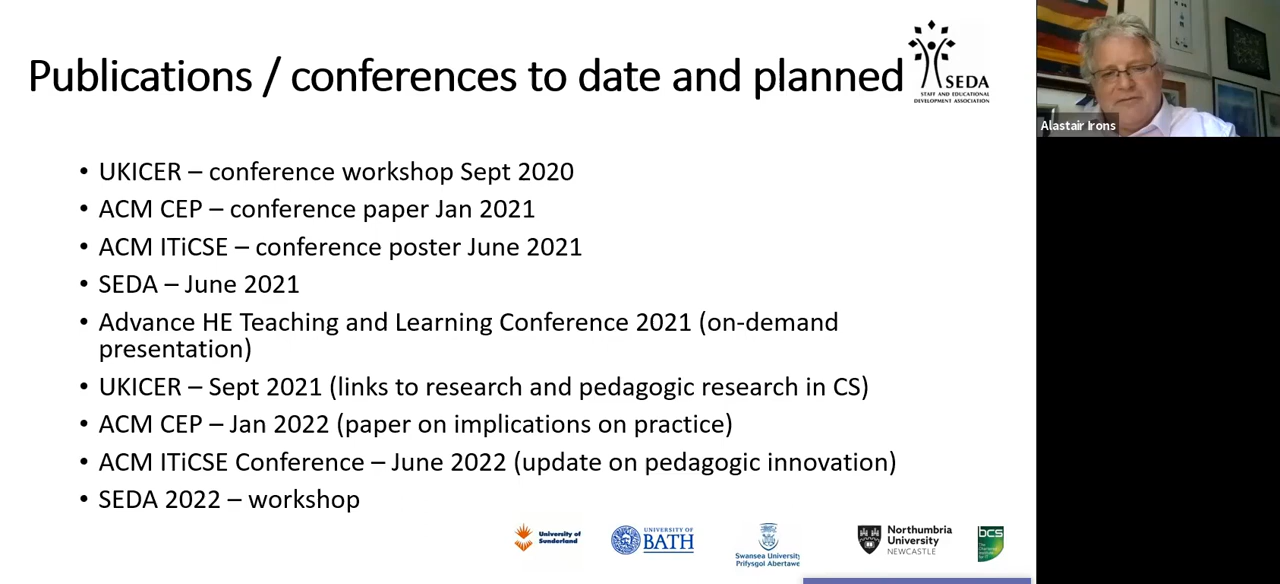 Publications / conferences to date and planned
SEDA
STAFF AND EDUCATIONAL
DEVELOPMENT ASSOCIATION
Alastair Irons
• UKICER – conference workshop Sept 2020
• ACM CEP – conference paper Jan 2021
• ACM ITiCSE – conference poster June 2021
• SEDA – June 2021
• Advance HE Teaching and Learning Conference 2021 (on-demand
presentation)
• UKICER – Sept 2021 (links to research and pedagogic research in CS)
• ACM CEP – Jan 2022 (paper on implications on practice)
• ACM ITiCSE Conference – June 2022 (update on pedagogic innovation)
• SEDA 2022 – workshop
University of
Sunderland
UNIVERSITY OF
BATH
Swansea University
Prifysgol Abertawe
Northumbria
University
NEWCASTLE
bcs